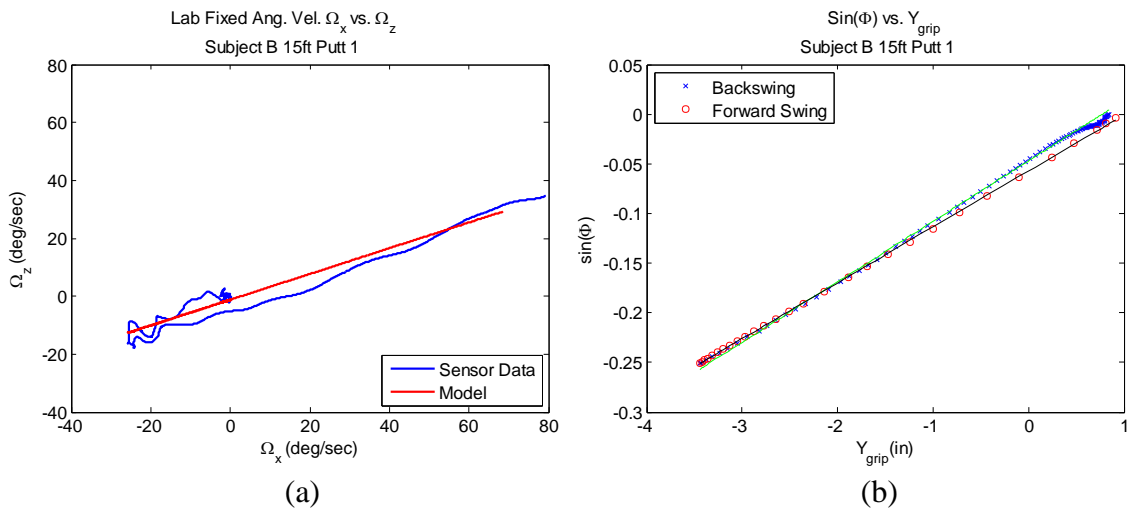 Lab Fixed Ang. Vel. Ωx vs. Ωz
Subject B 15ft Putt 1
80
60
40
20
0
-20
-40
Ωz (deg/sec)
-40
-20
0
20
40
60
80
Ωx (deg/sec)
Sensor Data
Model
(a)
Sin(Φ) vs. Ygrip
Subject B 15ft Putt 1
0.05
0
-0.05
-0.1
-0.15
-0.2
-0.25
-0.3
sin(Φ)
Backswing
Forward Swing
-4
-3
-2
-1
0
1
Ygrip (in)
(b)